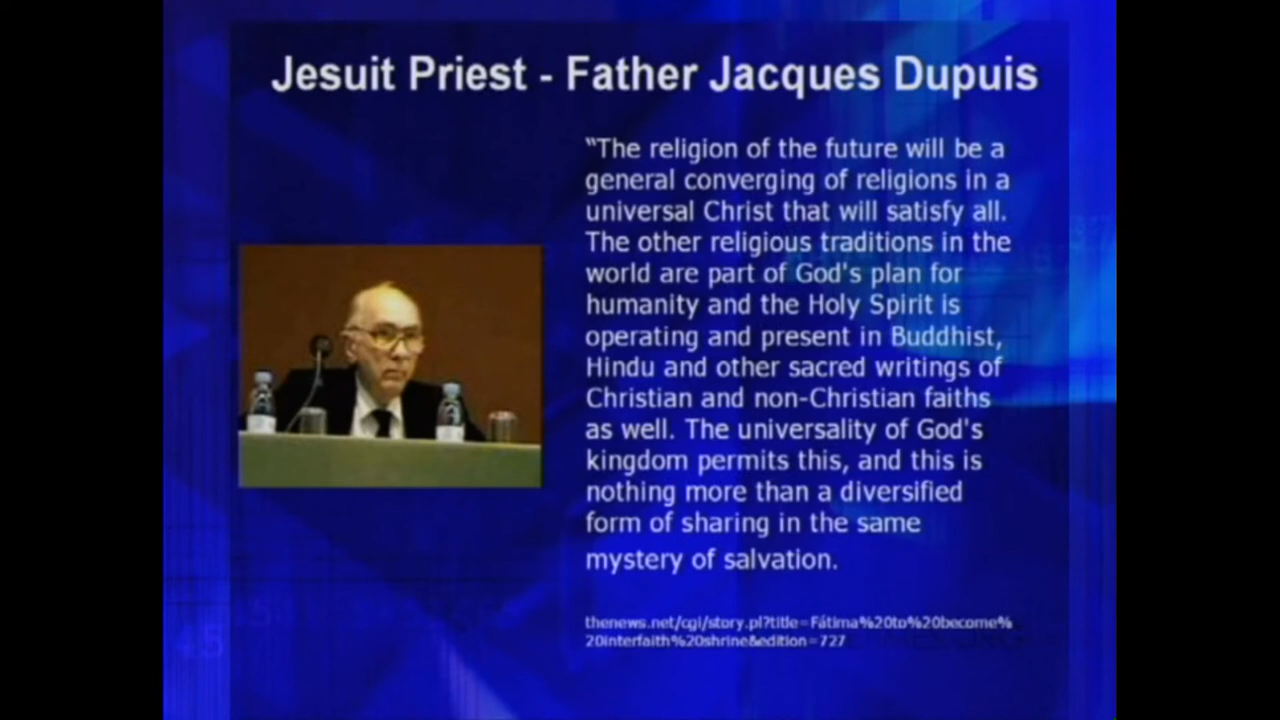 Jesuit Priest - Father Jacques Dupuis
“The religion of the future will be a
general converging of religions in a
universal Christ that will satisfy all.
The other religious traditions in the
world are part of God's plan for
humanity and the Holy Spirit is
operating and present in Buddhist,
Hindu and other sacred writings of
Christian and non-Christian faiths
as well. The universality of God's
kingdom permits this, and this is
nothing more than a diversified
form of sharing in the same
mystery of salvation.
thenews.net/cgi/story.pl?title=Fátima%20to%20become%
20interfaith%20shrine&edition=727